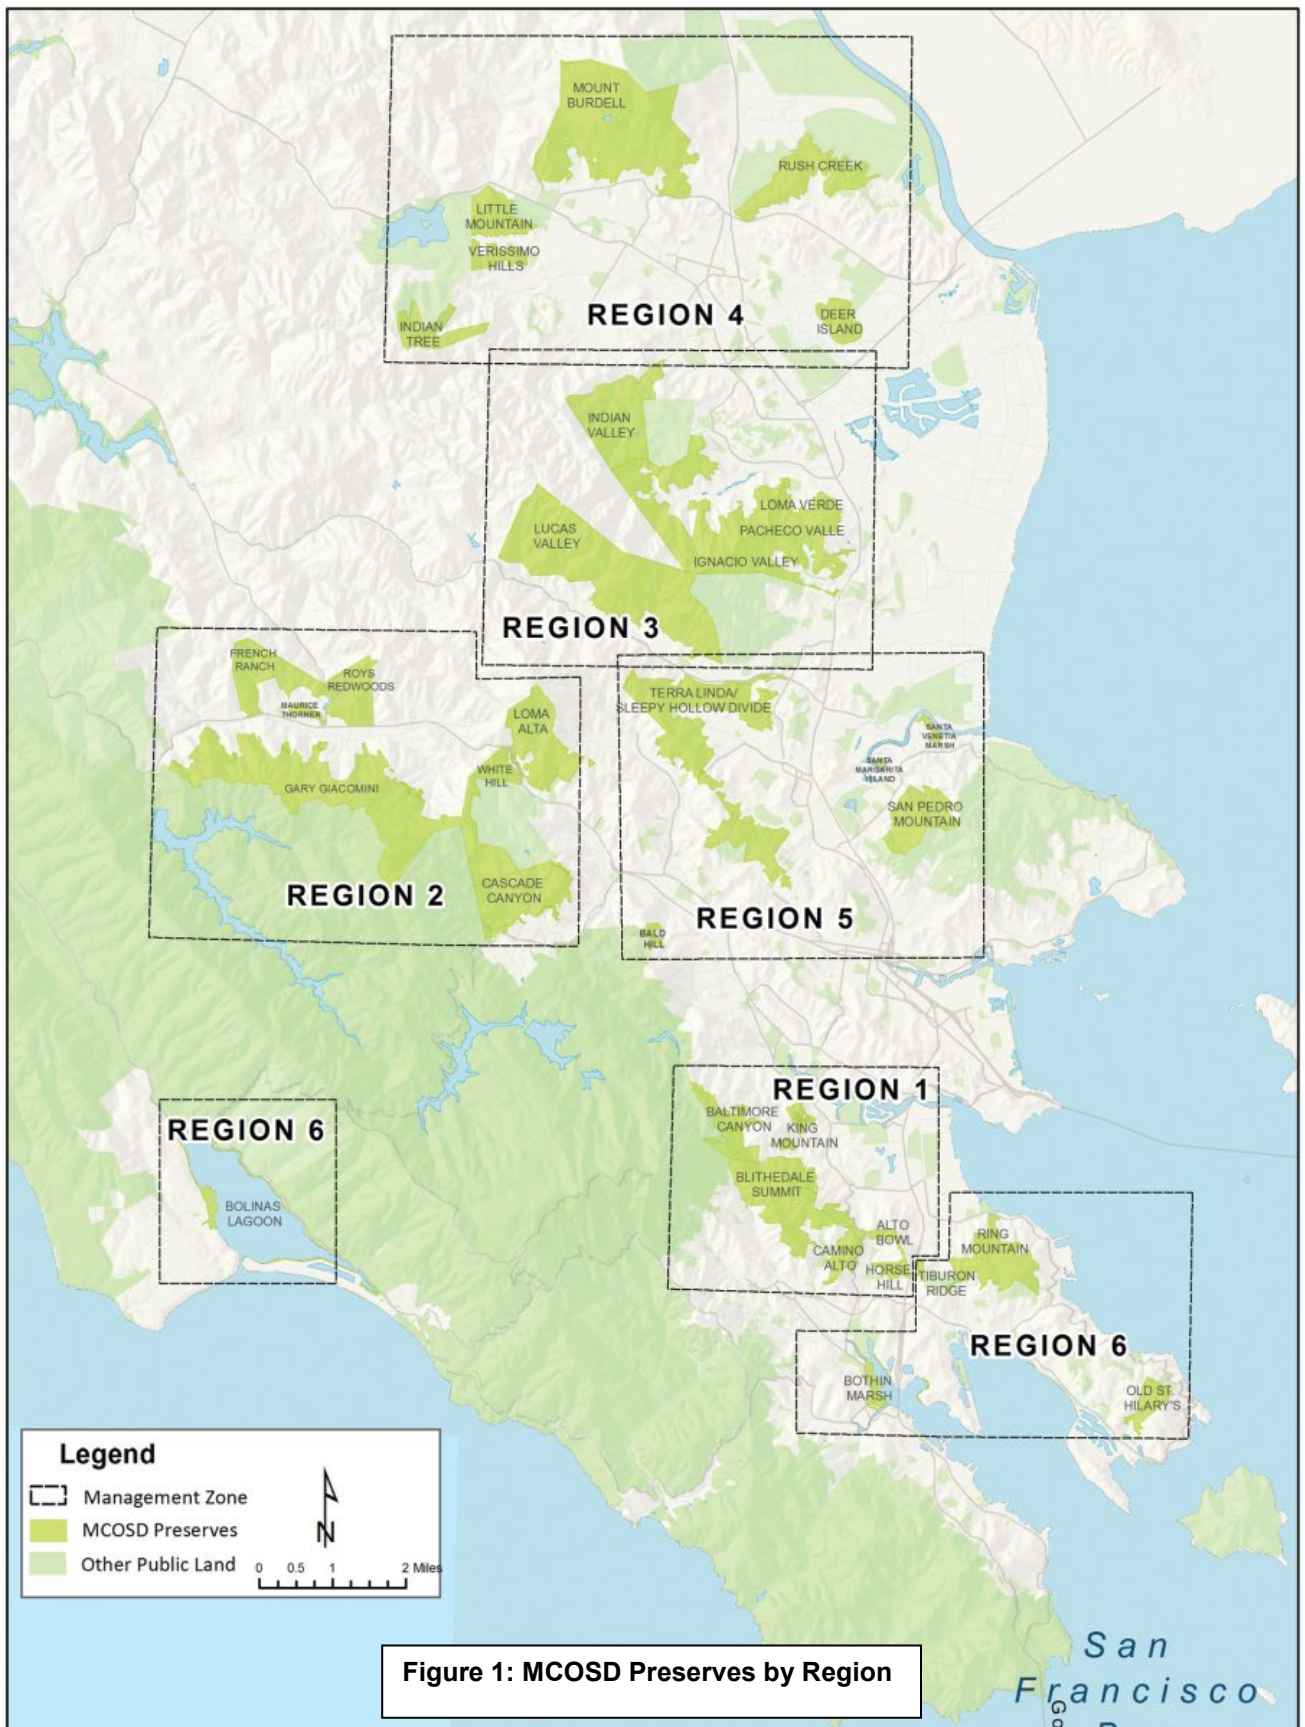 MOUNT
BURDELL
RUSH CREEK
LITTLE
MOUNTAIN
VERISSIMO
HILLS
INDIAN
TREE
REGION 4
DEER
ISLAND
INDIAN
VALLEY
LOMA VERDE
PACHECO VALLE
IGNACIO VALLEY
LUCAS
VALLEY
REGION 3
FRENCH
RANCH
ROYS
REDWOODS
MAURICE
THORNER
LOMA
ALTA
WHITE
HILL
GARY GIACOMINI
CASCADE
CANYON
REGION 2
TERRA LINDA/
SLEEPY HOLLOW DIVIDE
SANTA
VENETIA
MARSH
SANTA
MARGARITA
ISLAND
SAN PEDRO
MOUNTAIN
REGION 5
BALD
HILL
REGION 1
BALTIMORE
CANYON
KING
MOUNTAIN
BLITHEDALE
SUMMIT
ALTO
BOWL
CAMINO
ALTO
HORSE
HILL
REGION 6
BOLINAS
LAGOON
RING
MOUNTAIN
TIBURON
RIDGE
REGION 6
BOTHIN
MARSH
OLD ST.
HILARY'S
Legend
Management Zone
MCOSD Preserves
Other Public Land
N
0 0.5 1 2 Miles
Figure 1: MCOSD Preserves by Region
San
Francisco
Go